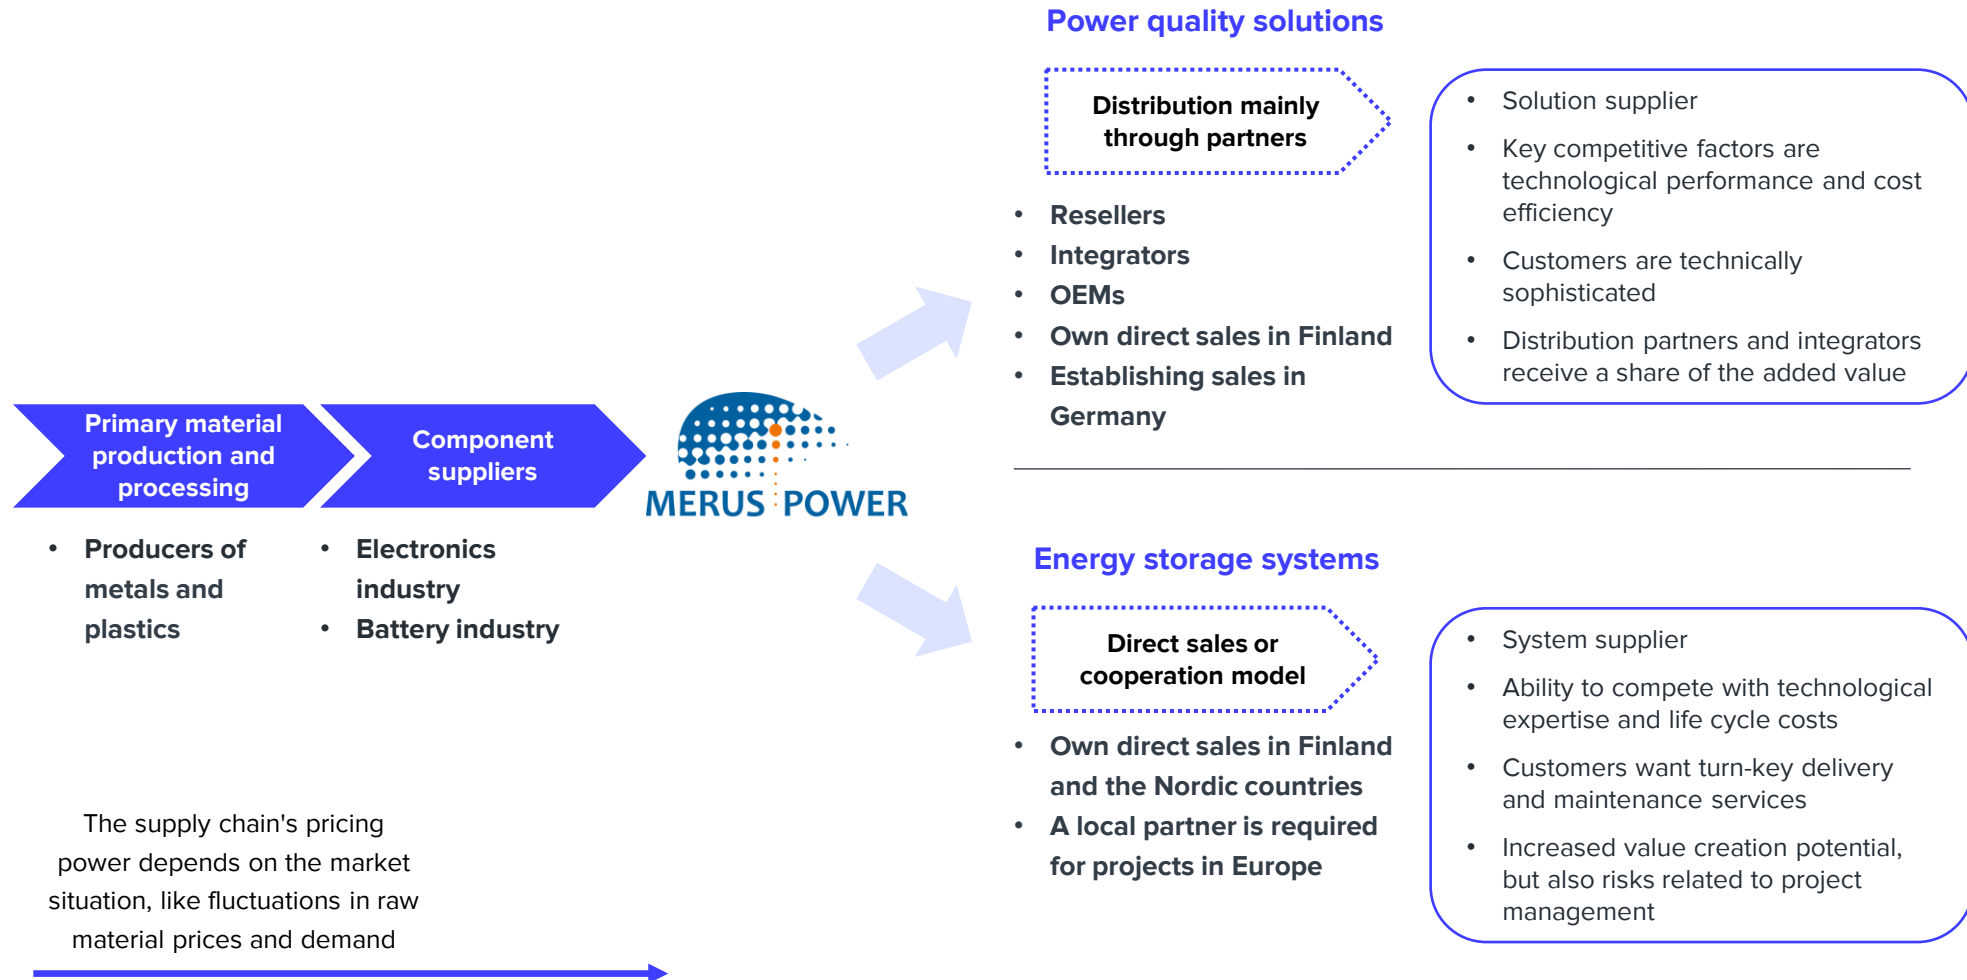 Power quality solutions
Distribution mainly
through partners
• Resellers
• Integrators
• OEMs
• Own direct sales in Finland
• Establishing sales in
Germany
• Solution supplier
• Key competitive factors are
technological performance and cost
efficiency
• Customers are technically
sophisticated
• Distribution partners and integrators
receive a share of the added value
Primary material
production and
processing
• Producers of
metals and
plastics
Component
suppliers
• Electronics
industry
• Battery industry
MERUS POWER
Energy storage systems
Direct sales or
cooperation model
• Own direct sales in Finland
and the Nordic countries
• A local partner is required
for projects in Europe
• System supplier
• Ability to compete with technological
expertise and life cycle costs
• Customers want turn-key delivery
and maintenance services
• Increased value creation potential,
but also risks related to project
management
The supply chain's pricing
power depends on the market
situation, like fluctuations in raw
material prices and demand